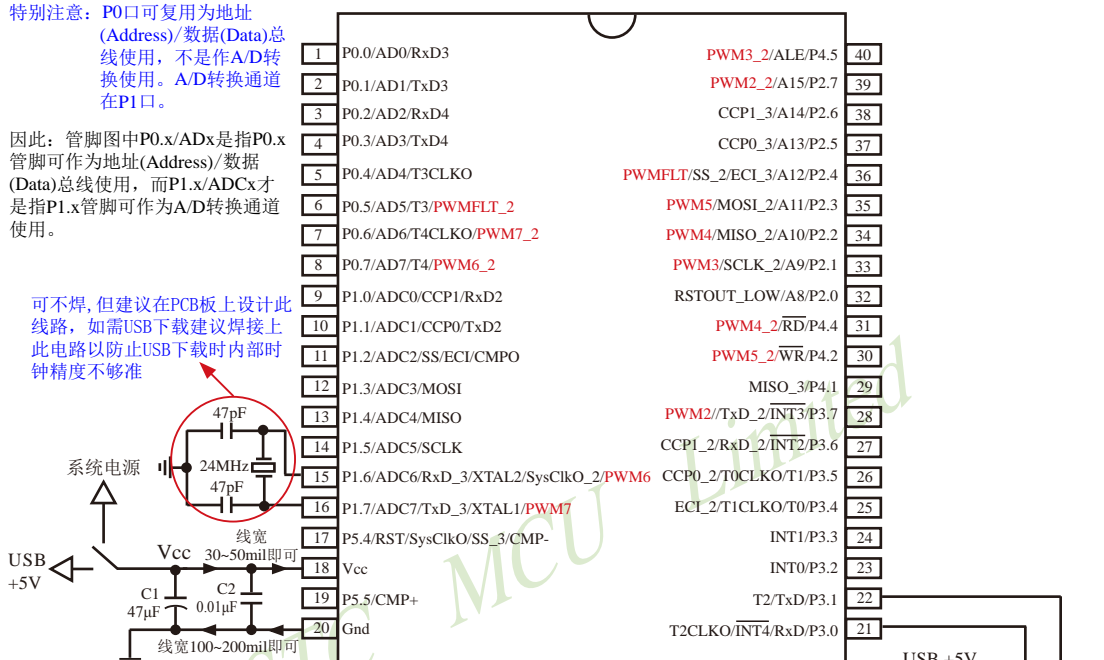 特别注意：P0口可复用为地址
(Address)/数据(Data)总
线使用，不是作A/D转
换使用。A/D转换通道
在P1口。
因此：管脚图中P0.x/ADx是指P0.x
管脚可作为地址(Address)/数据
(Data)总线使用，而P1.x/ADCx才
是指P1.x管脚可作为A/D转换通道
使用。
可不焊,但建议在PCB板上设计此
线路，如需USB下载建议焊接上
此电路以防止USB下载时内部时
钟精度不够准
47pF
24MHz
47pF
系统电源
USB
+5V
Vcc
线宽
30~50mil即可
C1
47μF
C2
0.01μF
线宽100~200mil即可
1 P0.0/AD0/RxD3
2 P0.1/AD1/TxD3
3 P0.2/AD2/RxD4
4 P0.3/AD3/TxD4
5 P0.4/AD4/T3CLKO
6 P0.5/AD5/T3/PWMFLT_2
7 P0.6/AD6/T4CLKO/PWM7_2
8 P0.7/AD7/T4/PWM6_2
9 P1.0/ADC0/CCP1/RxD2
10 P1.1/ADC1/CCP0/TxD2
11 P1.2/ADC2/SS/ECI/CMPO
12 P1.3/ADC3/MOSI
13 P1.4/ADC4/MISO
14 P1.5/ADC5/SCLK
15 P1.6/ADC6/RxD_3/XTAL2/SysClkO_2/PWM6
16 P1.7/ADC7/TxD_3/XTAL1/PWM7
17 P5.4/RST/SysClkO/SS_3/CMP-
18 Vcc
19 P5.5/CMP+
20 Gnd
PWM3_2/ALE/P4.5 40
PWM2_2/A15/P2.7 39
CCP1_3/A14/P2.6 38
CCP0_3/A13/P2.5 37
PWMFLT/SS_2/ECI_3/A12/P2.4 36
PWM5/MOSI_2/A11/P2.3 35
PWM4/MISO_2/A10/P2.2 34
PWM3/SCLK_2/A9/P2.1 33
RSTOUT_LOW/A8/P2.0 32
PWM4_2/RD/P4.4 31
PWM5_2/WR/P4.2 30
MISO_3/P4.1 29
PWM2//TxD_2/INT3/P3.7 28
CCP1_2/RxD_2/INT2/P3.6 27
CCP0_2/T0CLKO/T1/P3.5 26
ECI_2/T1CLKO/T0/P3.4 25
INT1/P3.3 24
INT0/P3.2 23
T2/TxD/P3.1 22
T2CLKO/INT4/RxD/P3.0 21
USB +5V
STC MCU Limited